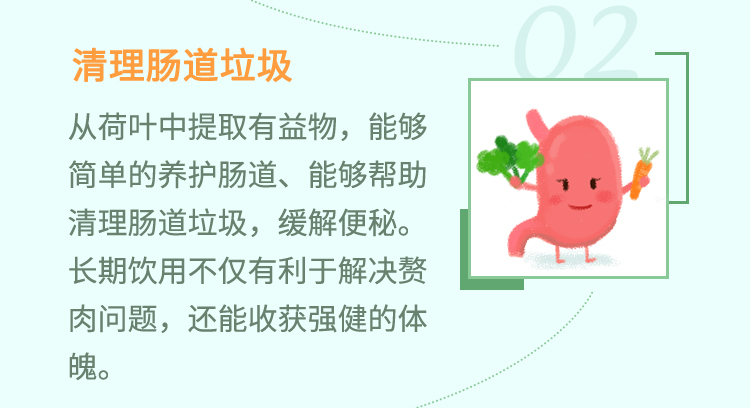 02
清理肠道垃圾
从荷叶中提取有益物，能够
简单的养护肠道、能够帮助
清理肠道垃圾，缓解便秘。
长期饮用不仅有利于解决赘
肉问题，还能收获强健的体
魄。